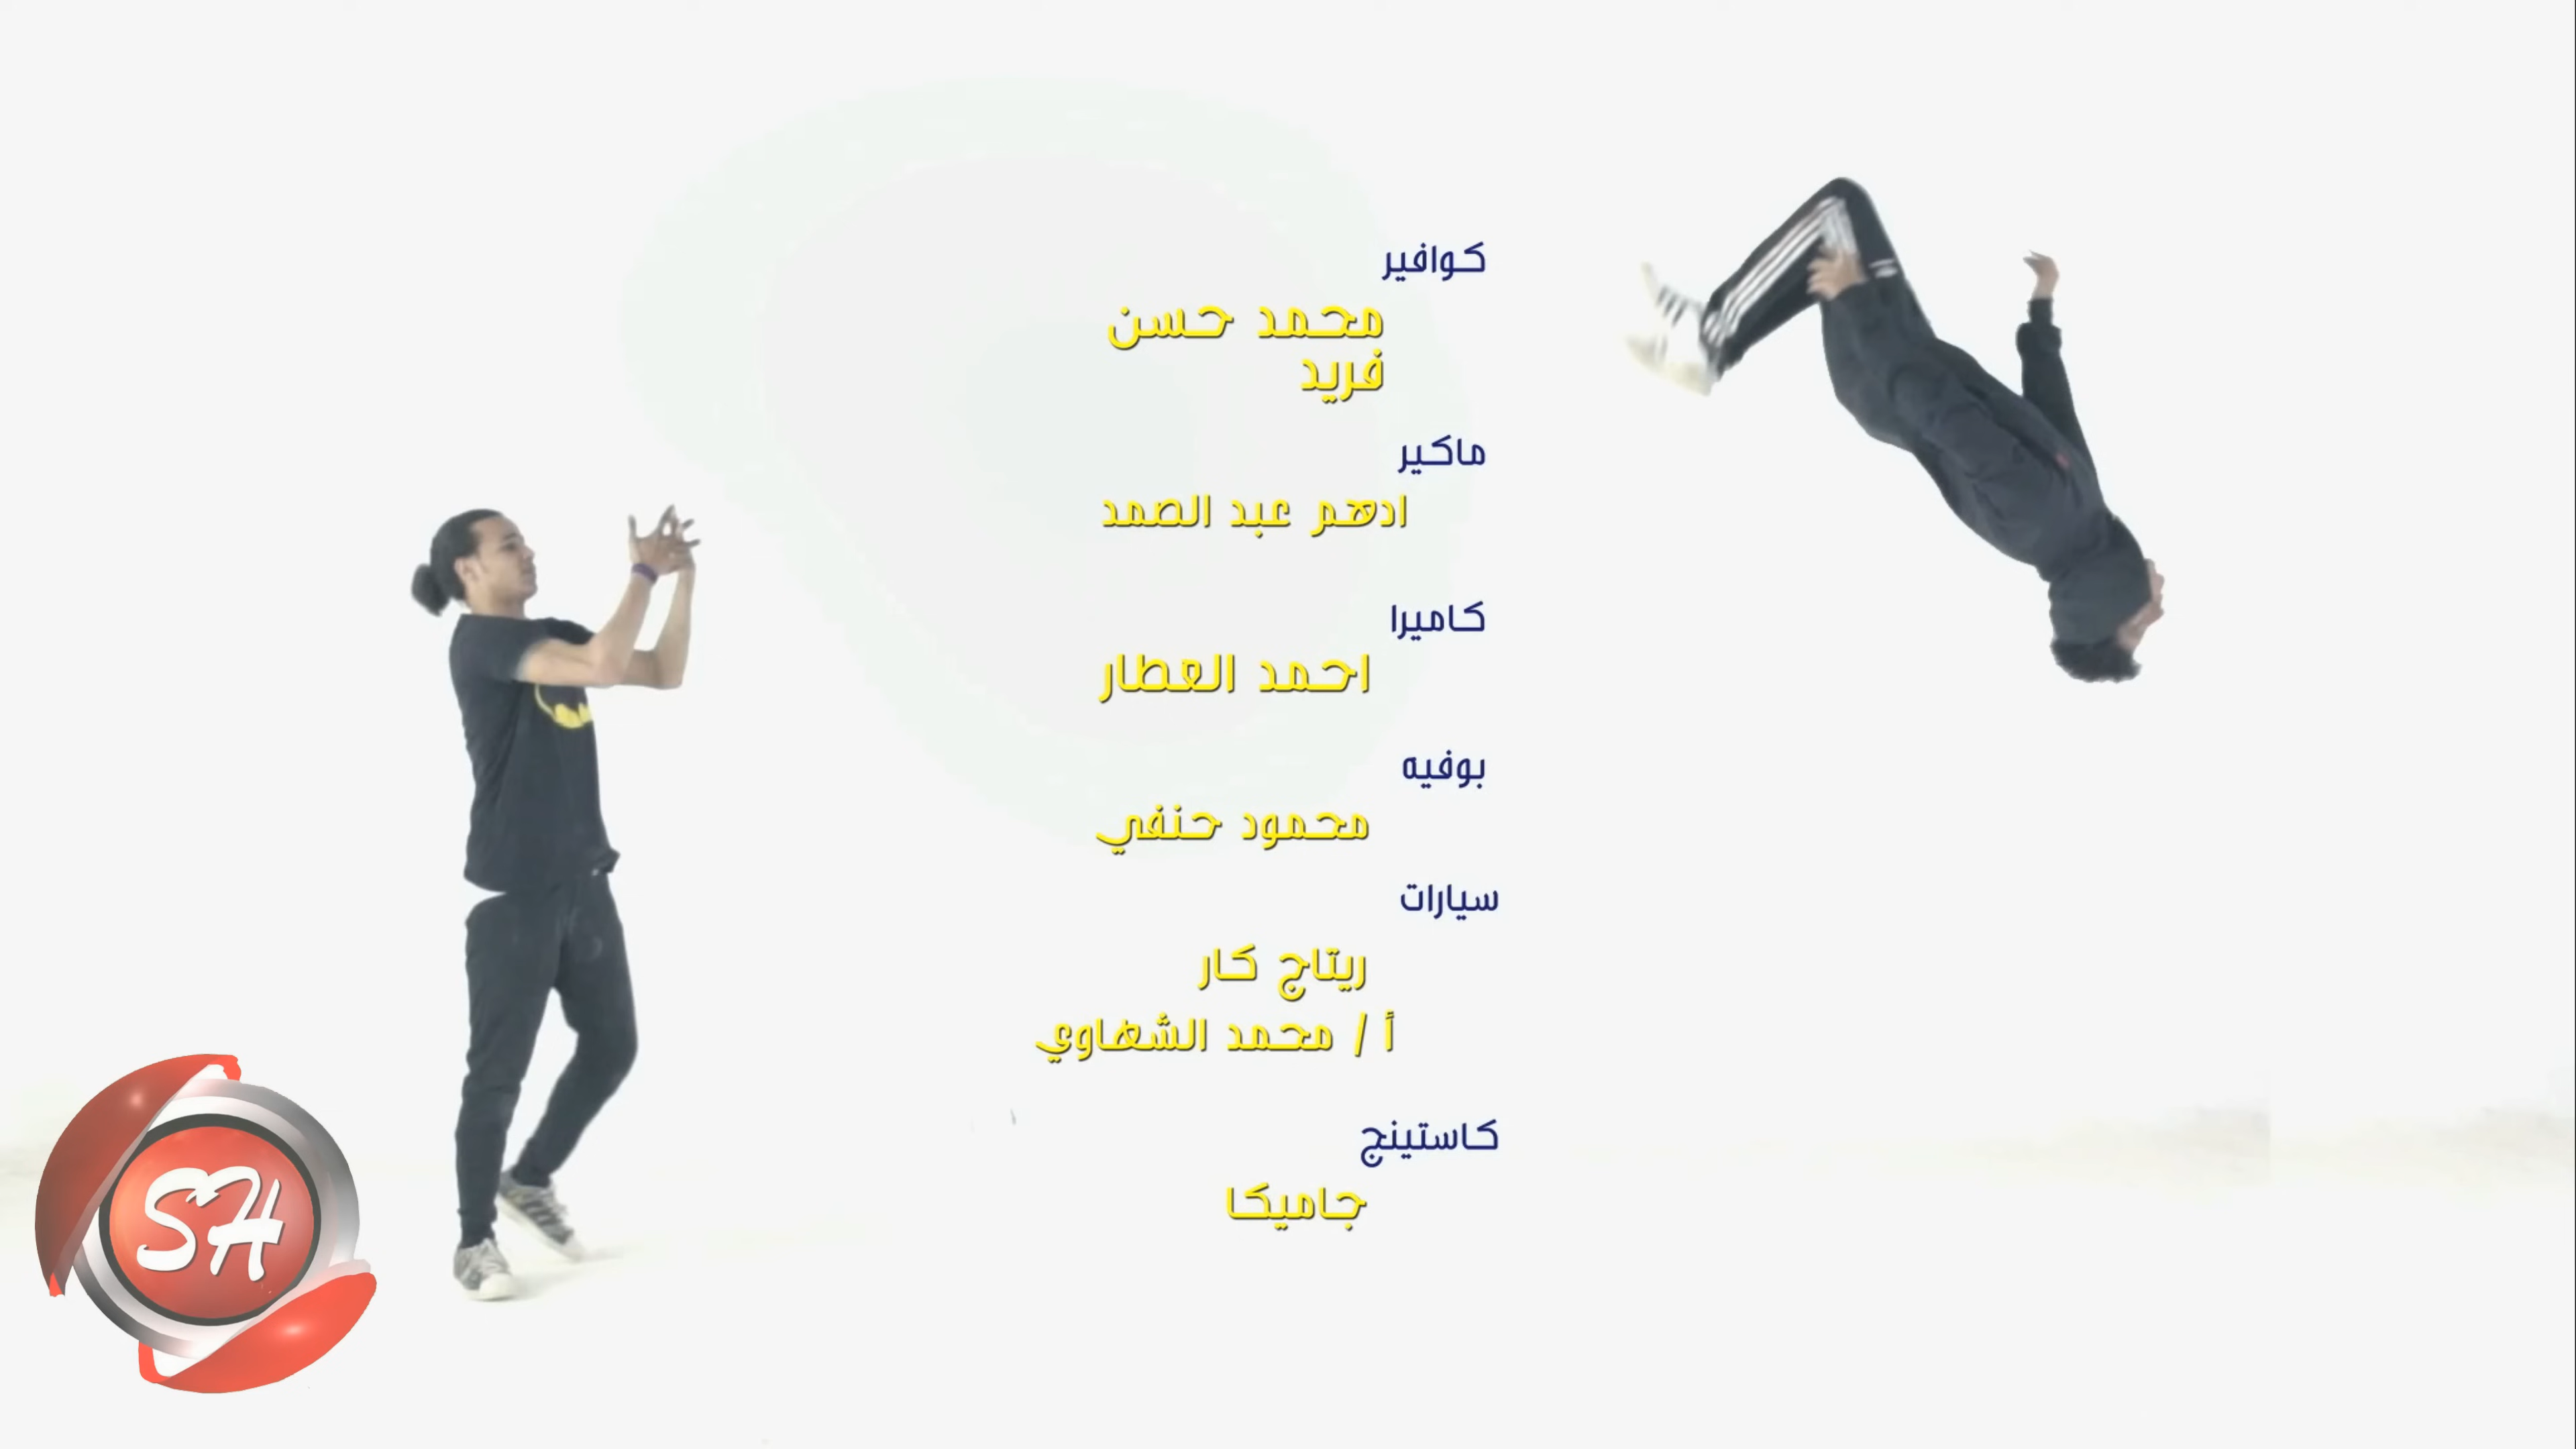 كوافير
محمد حسن
فريد
ماكير
ادهم عبد الصمد
كاميرا
احمد العطار
بوفيه
محمود حنفي
سيارات
ريتاج كار
أ / محمد الشهاوي
كاستينج
جاميكا
SH